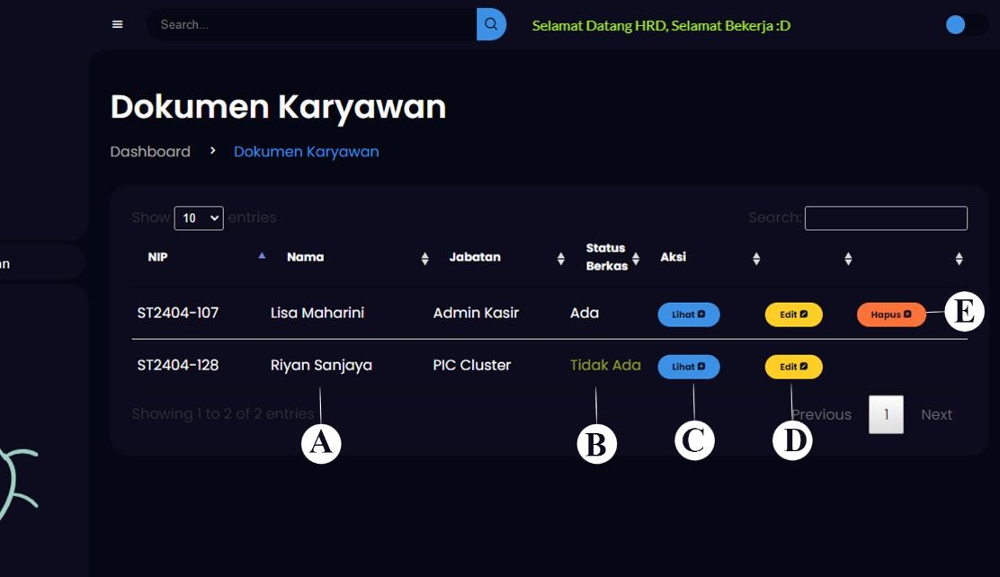 Search...
Selamat Datang HRD, Selamat Bekerja :D
Dokumen Karyawan
Dashboard > Dokumen Karyawan
n
Show 10 entries Search:
NIP Nama Jabatan Status Berkas Aksi
ST2404-107 Lisa Maharini Admin Kasir Ada Lihat Edit Hapus E
ST2404-128 Riyan Sanjaya PIC Cluster Tidak Ada Lihat Edit
Showing 1 to 2 of 2 entries Previous 1 Next
A B C D